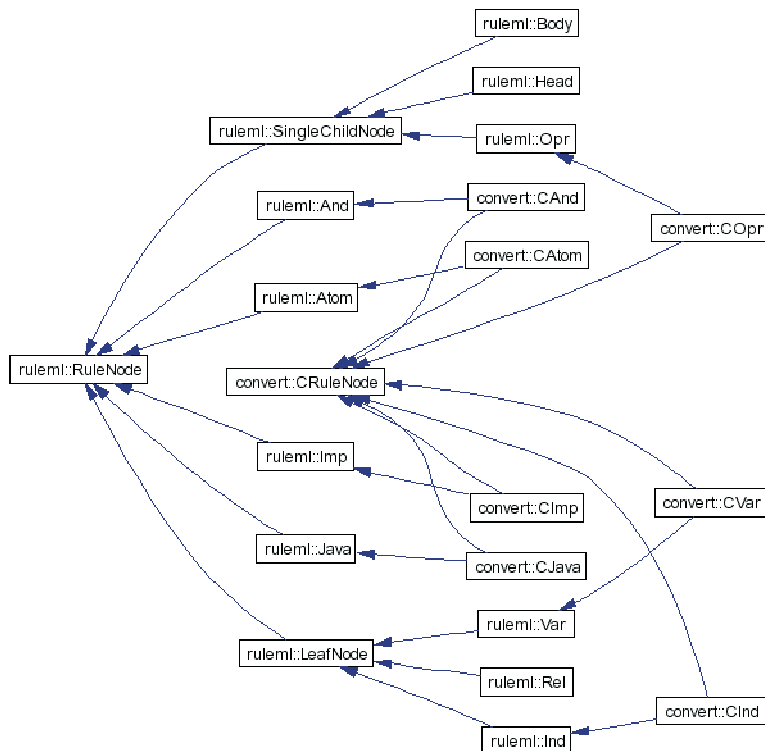 ruleml::Body
ruleml::Head
ruleml::SingleChildNode
ruleml::Opr
ruleml::And
convert::CAnd
convert::COpr
convert::CAtom
ruleml::Atom
ruleml::RuleNode
convert::CRuleNode
ruleml::Imp
convert::CImp
convert::CVar
ruleml::Java
convert::CJava
ruleml::Var
ruleml::LeafNode
ruleml::Rel
convert::CInd
ruleml::Ind